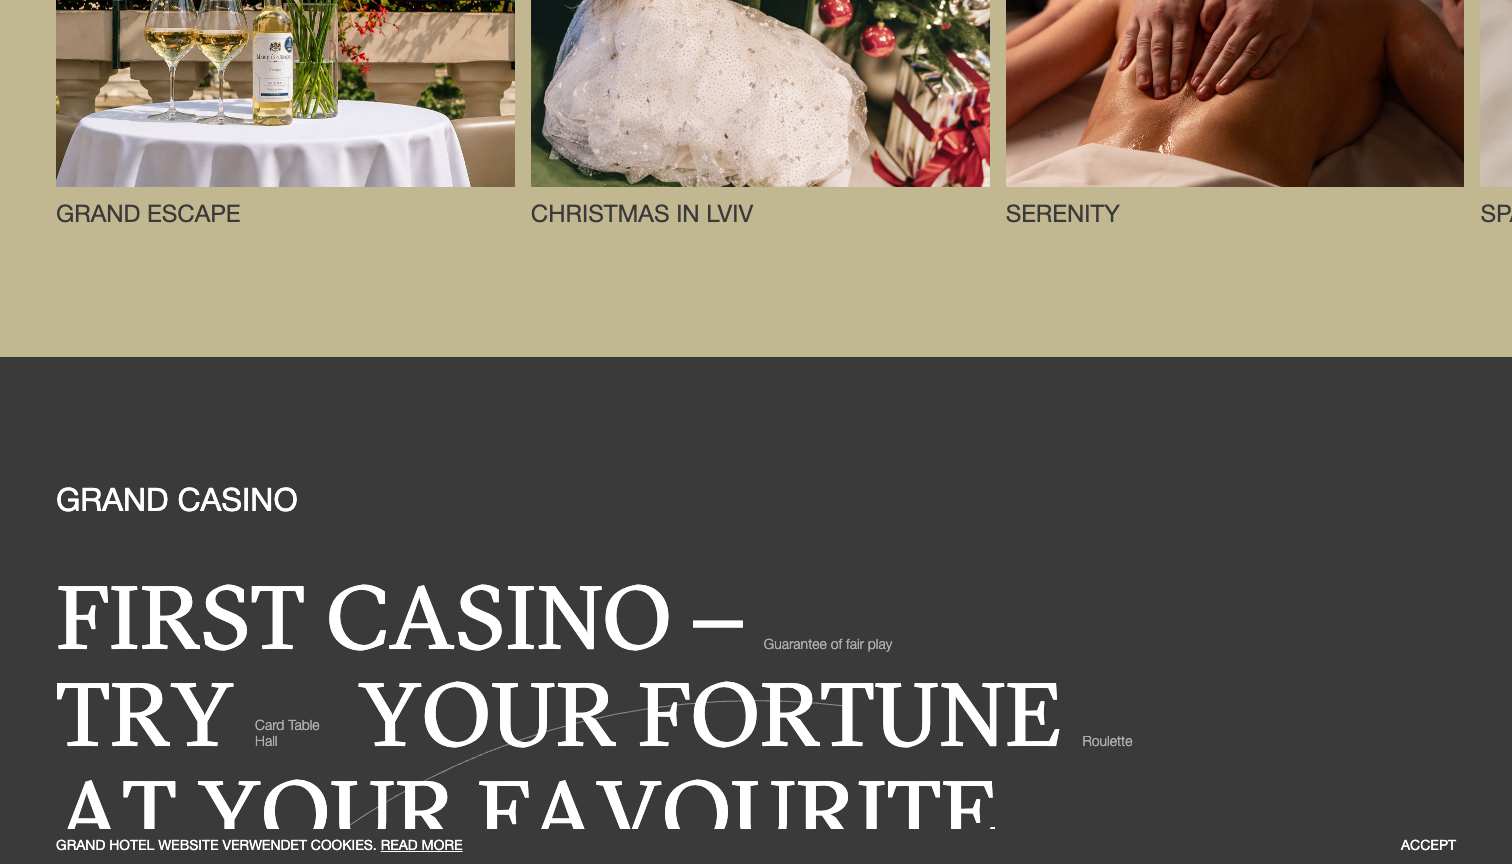 GRAND ESCAPE
CHRISTMAS IN LVIV
SERENITY
GRAND CASINO
FIRST CASINO –
Guarantee of fair play
TRY
Card Table
Hall
YOUR FORTUNE
Roulette
AT YOUR FAVOURITE
GRAND HOTEL WEBSITE VERWENDET COOKIES. READ MORE
ACCEPT